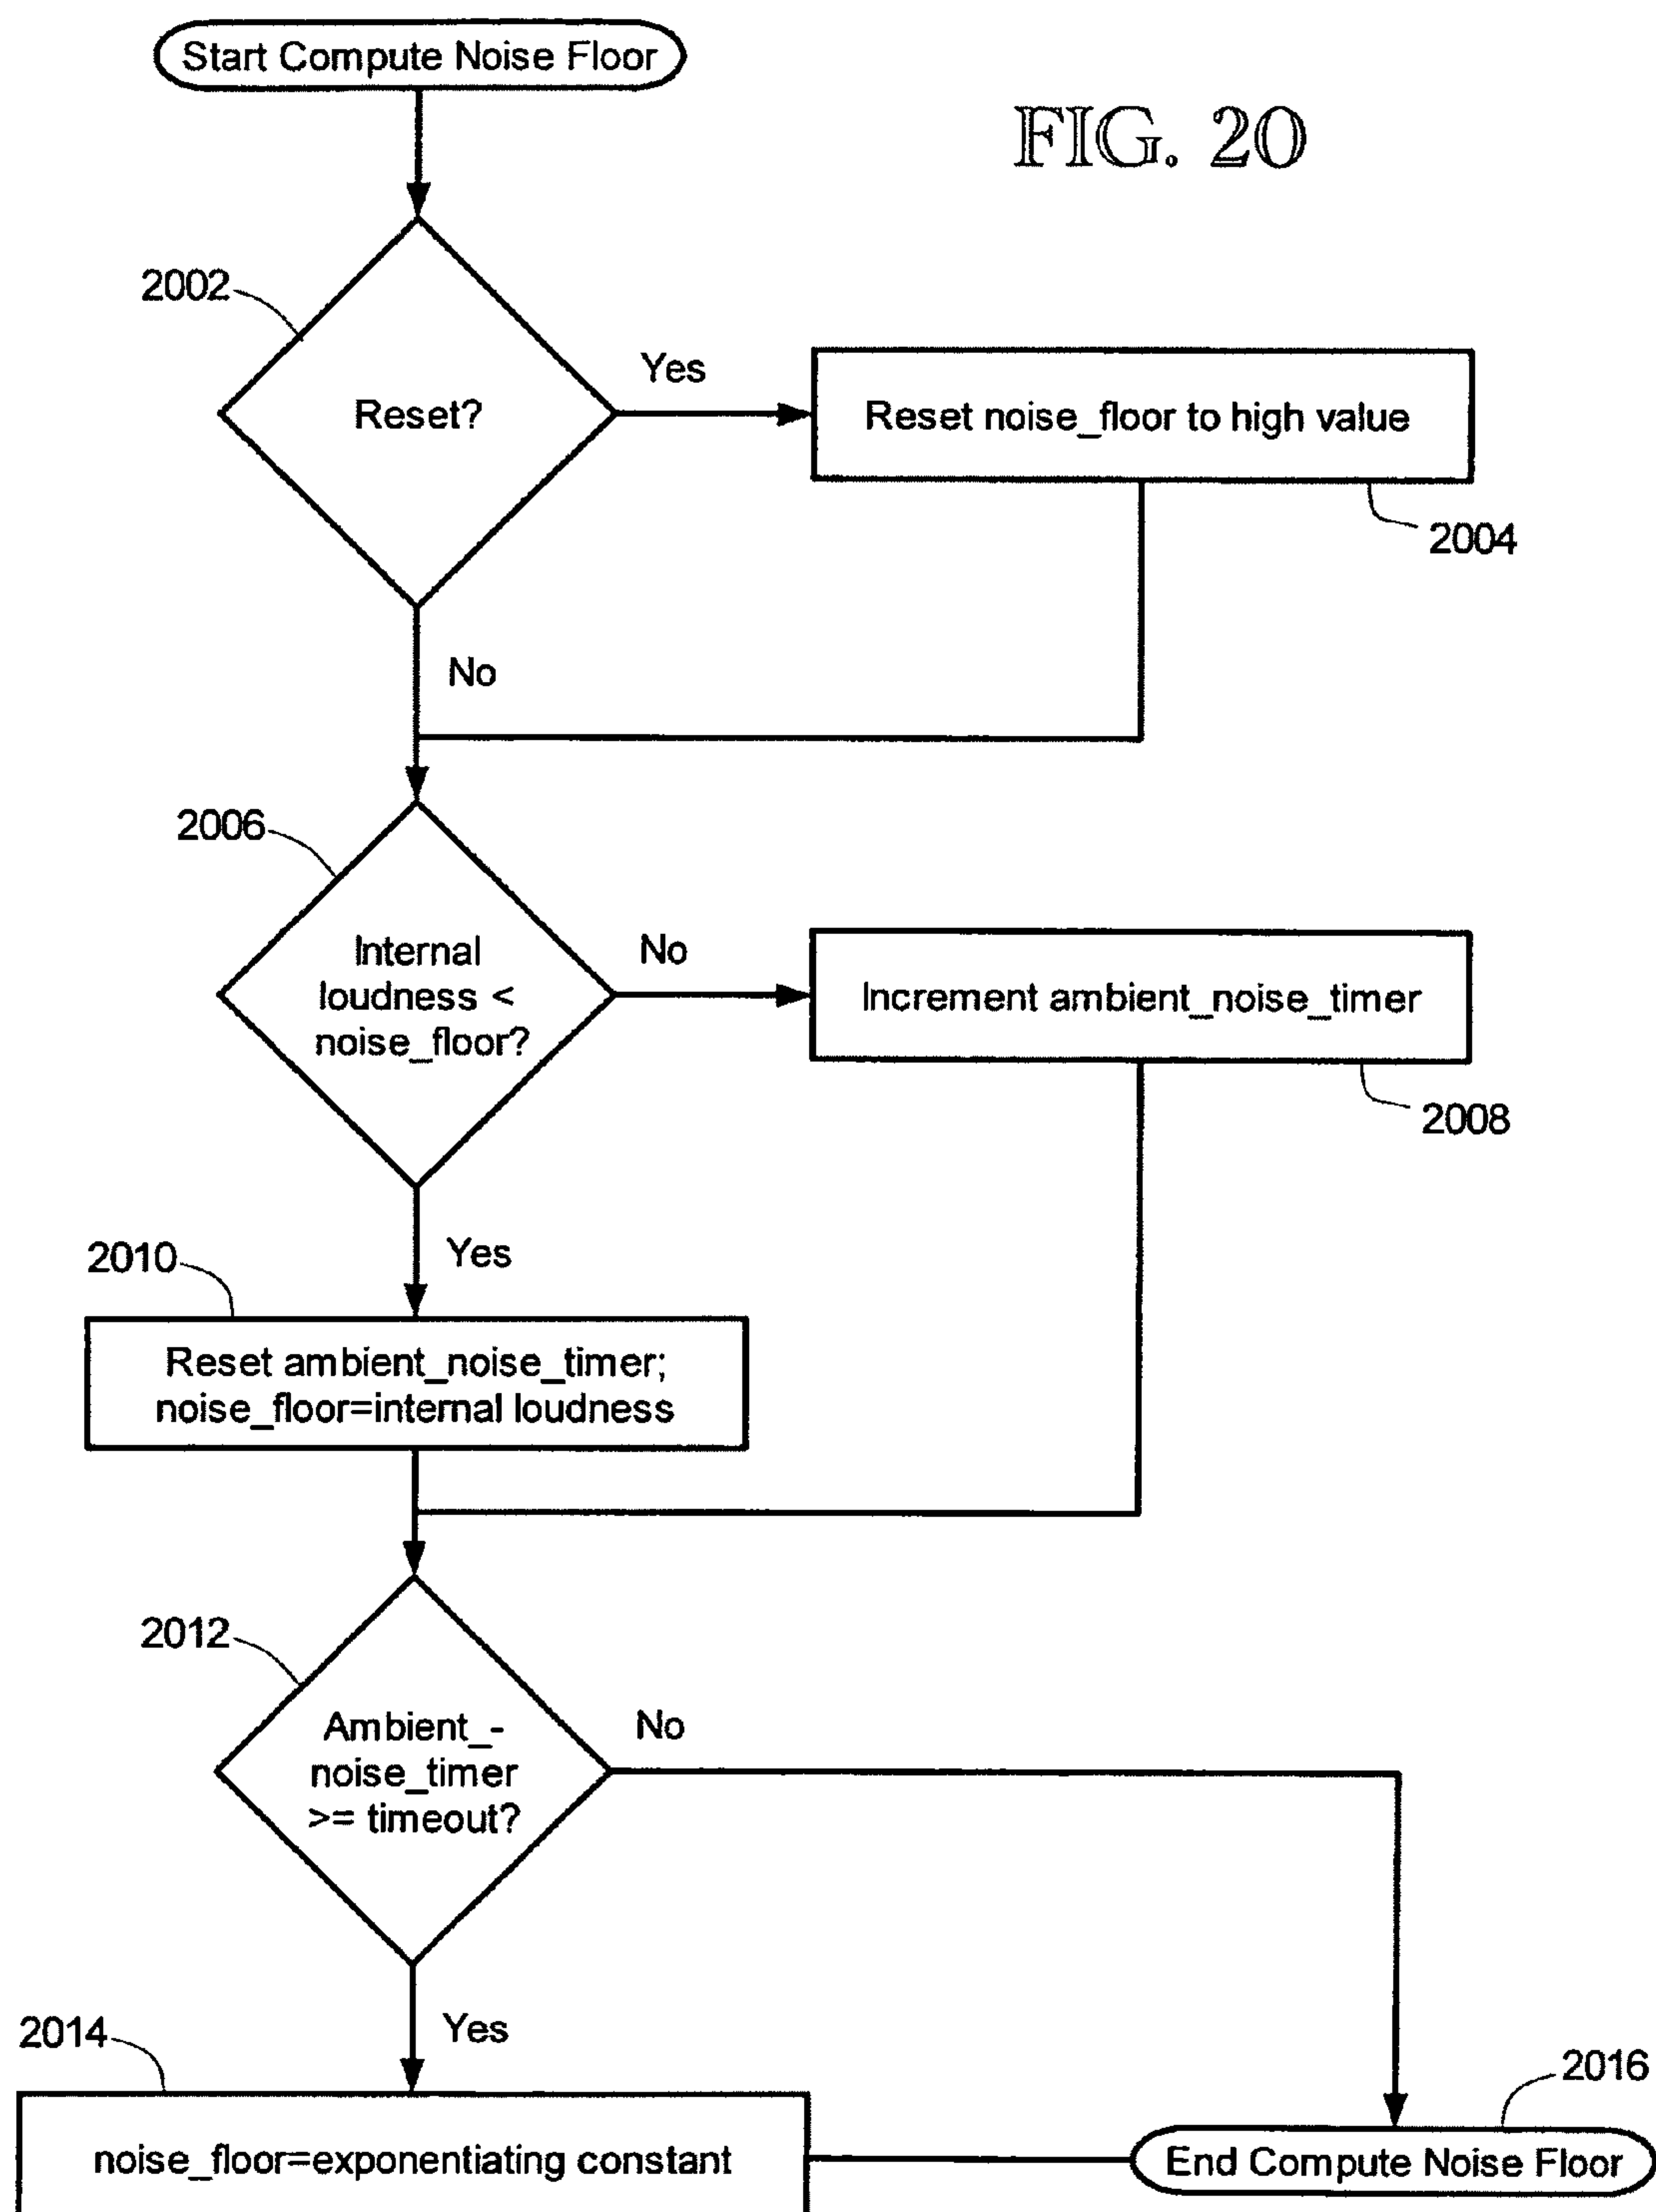 Start Compute Noise Floor
FIG. 20
2002
Reset?
Yes
Reset noise_floor to high value
2004
No
2006
Internal
loudness <
noise_floor?
No
Increment ambient_noise_timer
2008
Yes
2010
Reset ambient_noise_timer;
noise_floor=internal loudness
2012
Ambient_-
noise_timer
>= timeout?
No
Yes
2014
noise_floor=exponentiating constant
2016
End Compute Noise Floor